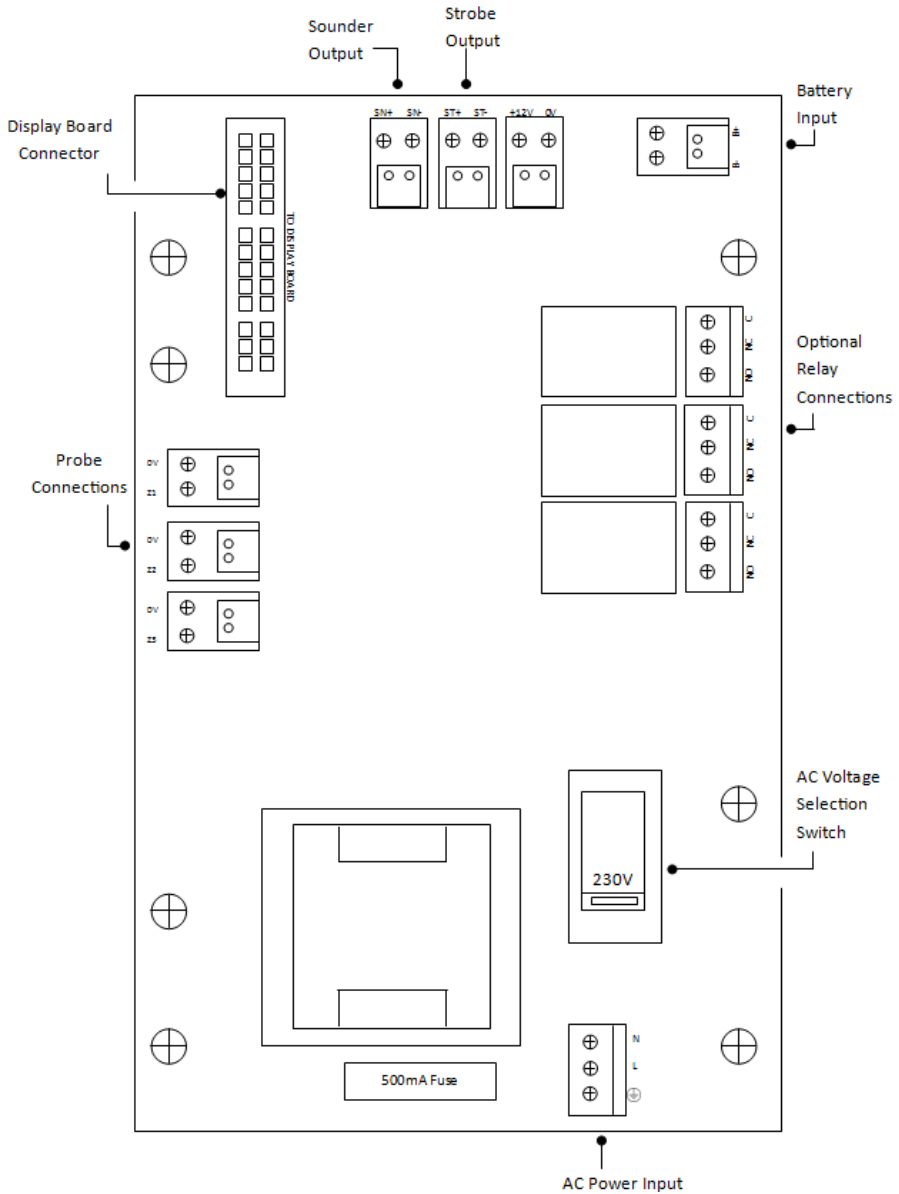 Strobe
Output
Sounder
Output
Battery
Input
Display Board
Connector
SN+ SN- ST+ ST- +12V 0V
B+
B-
TO DISPLAY BOARD
C
NC
NO
Optional
Relay
Connections
C
NC
NO
Probe
Connections
0V
Z1
0V
Z2
0V
Z3
C
NC
NO
AC Voltage
Selection
Switch
230V
N
L
500mA Fuse
AC Power Input